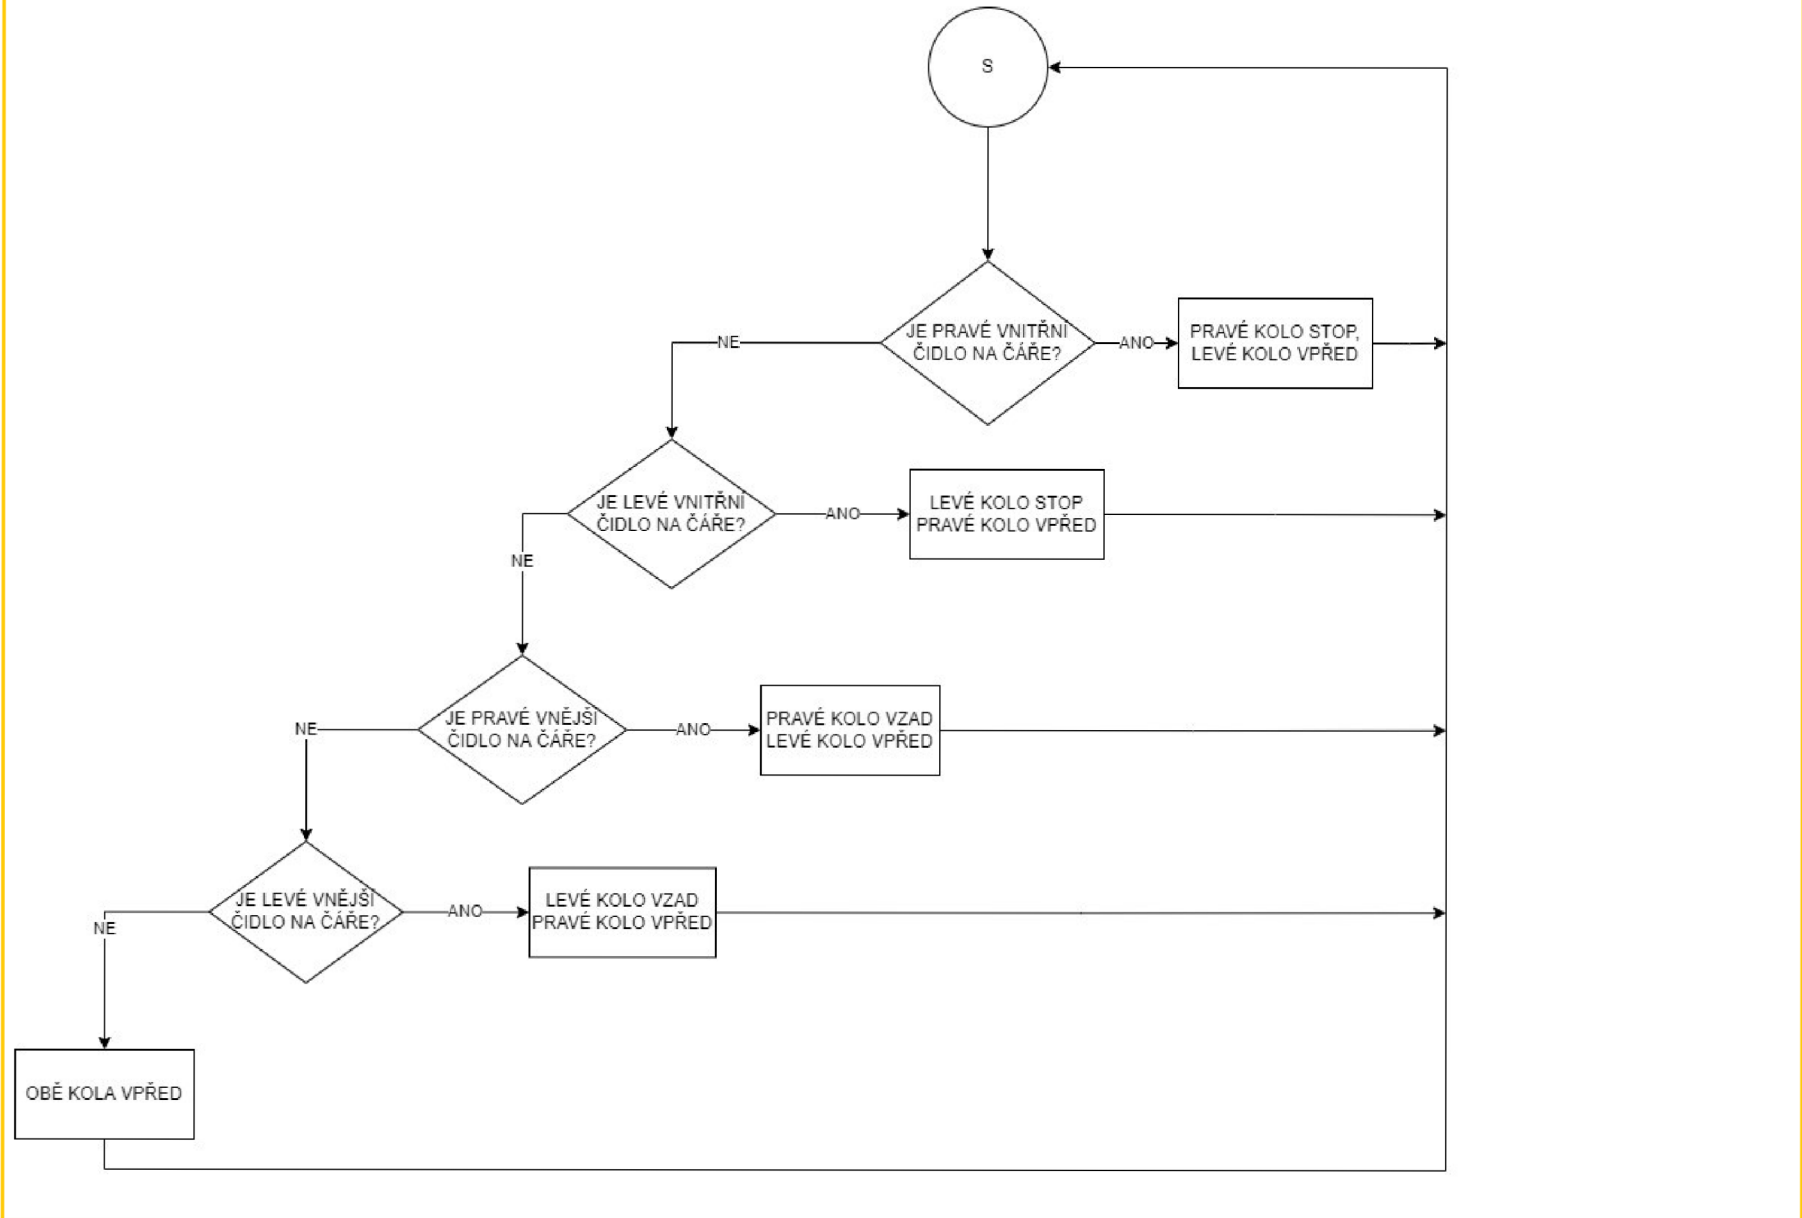 S
JE PRAVÉ VNITŘNÍ
ČIDLO NA ČÁŘE?
NE
ANO
PRAVÉ KOLO STOP,
LEVÉ KOLO VPŘED
JE LEVÉ VNITŘNÍ
ČIDLO NA ČÁŘE?
NE
ANO
LEVÉ KOLO STOP
PRAVÉ KOLO VPŘED
JE PRAVÉ VNĚJŠÍ
ČIDLO NA ČÁŘE?
NE
ANO
PRAVÉ KOLO VZAD
LEVÉ KOLO VPŘED
JE LEVÉ VNĚJŠÍ
ČIDLO NA ČÁŘE?
NE
ANO
LEVÉ KOLO VZAD
PRAVÉ KOLO VPŘED
OBĚ KOLA VPŘED